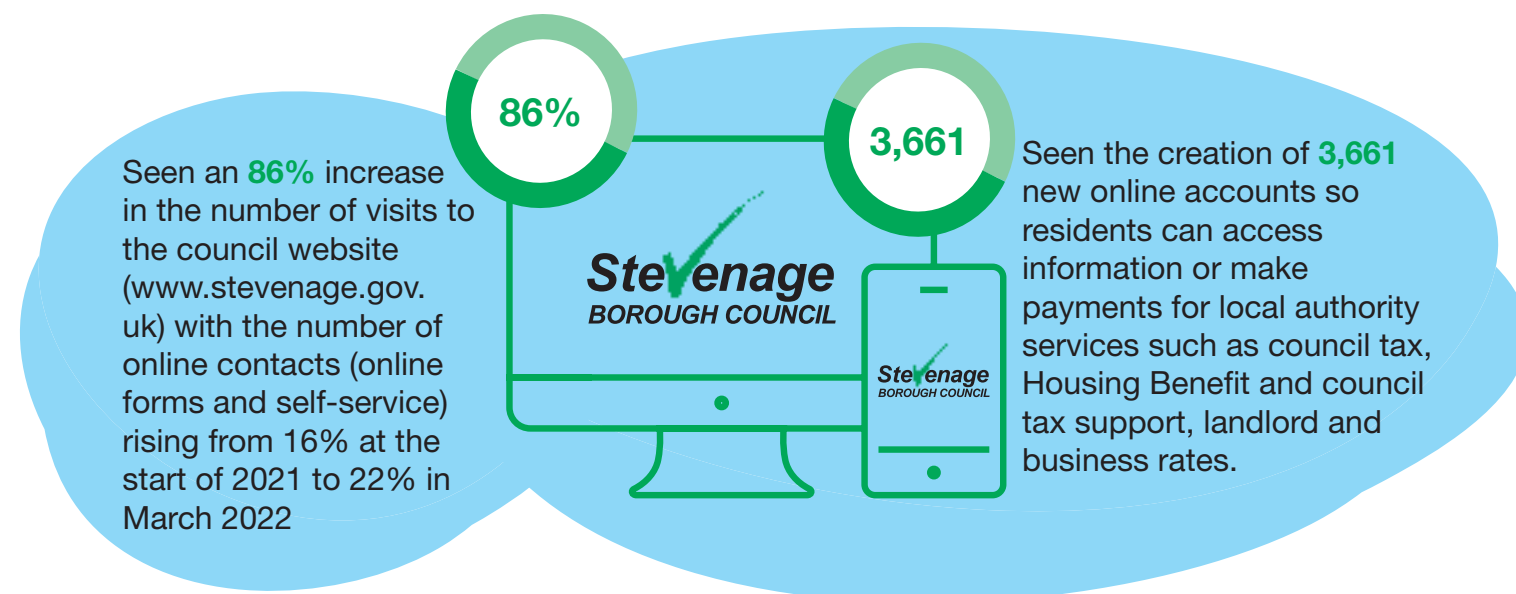 86%
Seen an 86% increase
in the number of visits to
the council website
(www.stevenage.gov.
uk) with the number of
online contacts (online
forms and self-service)
rising from 16% at the
start of 2021 to 22% in
March 2022
Stevenage
BOROUGH COUNCIL
3,661
Stevenage
BOROUGH COUNCIL
Seen the creation of 3,661
new online accounts so
residents can access
information or make
payments for local authority
services such as council tax,
Housing Benefit and council
tax support, landlord and
business rates.